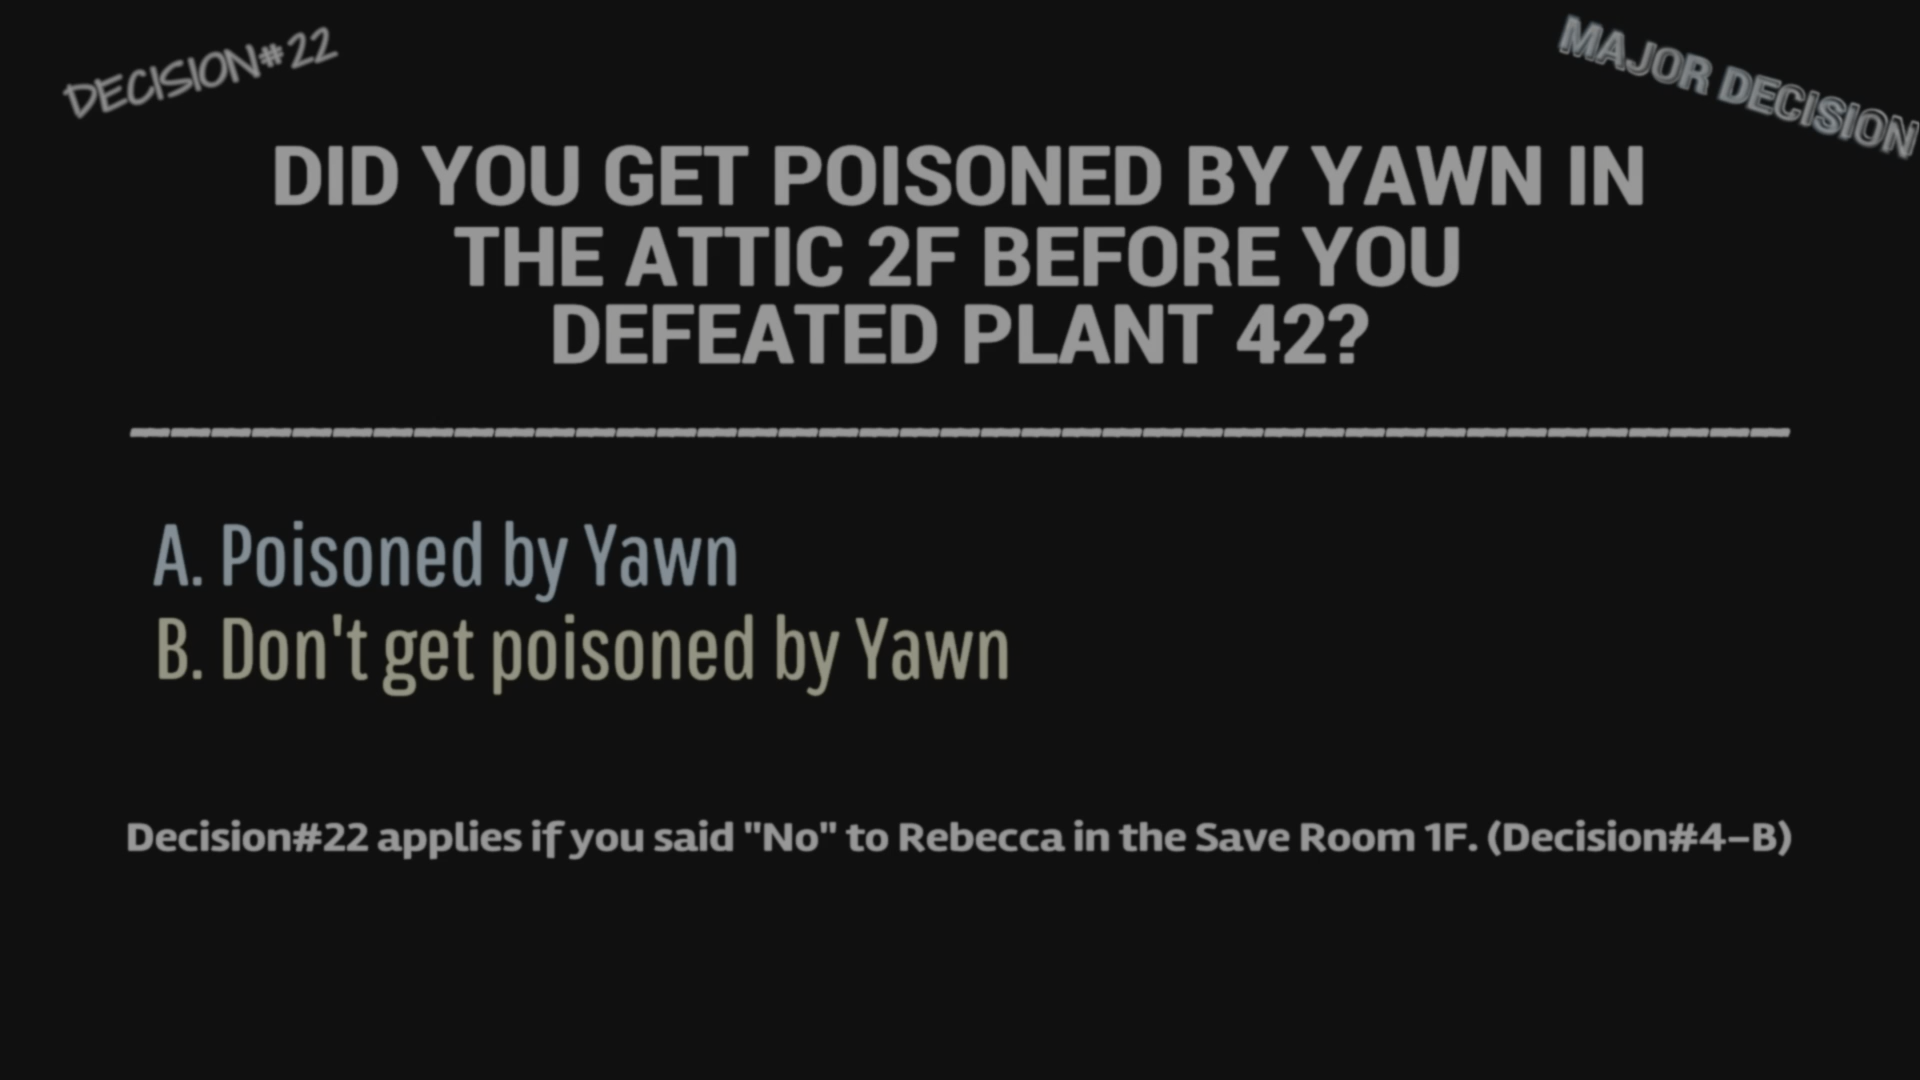 DECISION#22
MAJOR DECISION
DID YOU GET POISONED BY YAWN IN
THE ATTIC 2F BEFORE YOU
DEFEATED PLANT 42?
A. Poisoned by Yawn
B. Don't get poisoned by Yawn
Decision#22 applies if you said "No" to Rebecca in the Save Room 1F. (Decision#4-B)